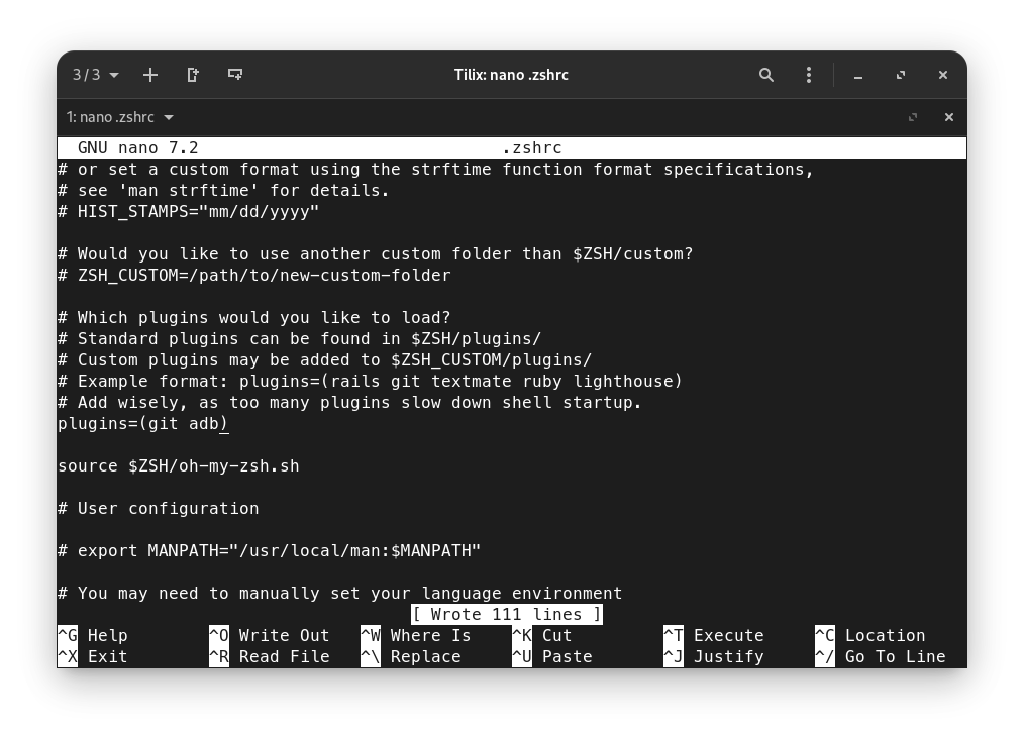 3 / 3
Tilix: nano .zshrc
1: nano .zshrc
GNU nano 7.2 .zshrc
# or set a custom format using the strftime function format specifications,
# see 'man strftime' for details.
# HIST_STAMPS="mm/dd/yyyy"
# Would you like to use another custom folder than $ZSH/custom?
# ZSH_CUSTOM=/path/to/new-custom-folder
# Which plugins would you like to load?
# Standard plugins can be found in $ZSH/plugins/
# Custom plugins may be added to $ZSH_CUSTOM/plugins/
# Example format: plugins=(rails git textmate ruby lighthouse)
# Add wisely, as too many plugins slow down shell startup.
plugins=(git adb)
source $ZSH/oh-my-zsh.sh
# User configuration
# export MANPATH="/usr/local/man:$MANPATH"
# You may need to manually set your language environment
[ Wrote 111 lines ]
^G Help ^O Write Out ^W Where Is ^K Cut ^T Execute ^C Location
^X Exit ^R Read File ^\ Replace ^U Paste ^J Justify ^/ Go To Line